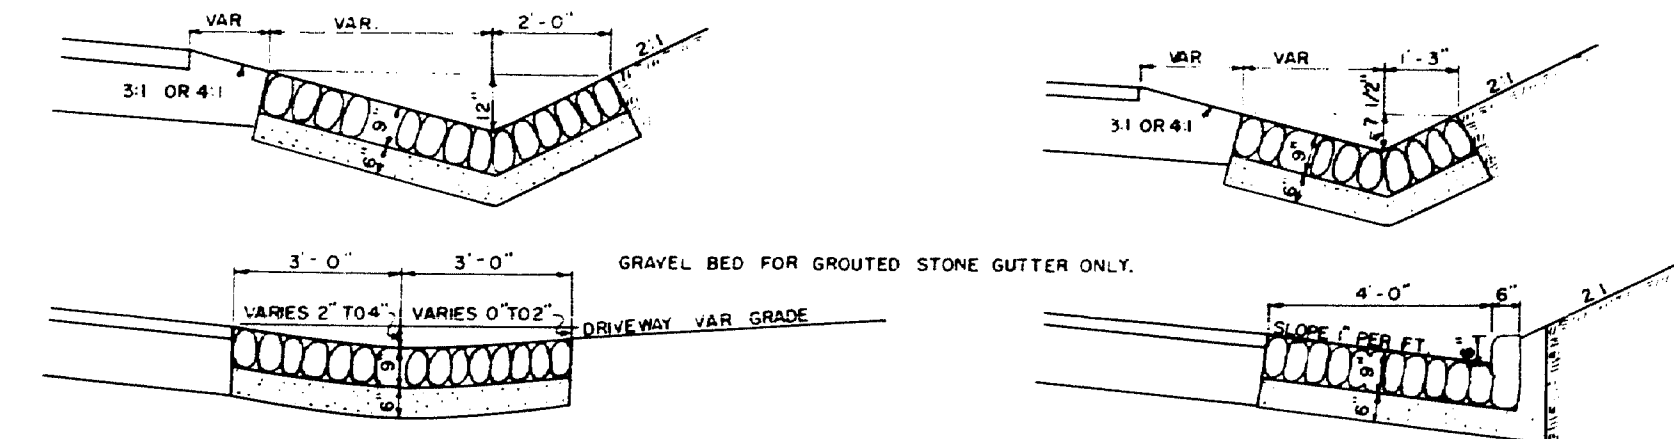 VAR
VAR.
2'-0"
2:1
3:1 OR 4:1
12"
9"
6"
VAR
VAR
1'-3"
2:1
3:1 OR 4:1
7 1/2"
9"
6"
3'-0"
3'-0"
GRAVEL BED FOR GROUTED STONE GUTTER ONLY.
VARIES 2" TO 4"
VARIES 0" TO 2"
DRIVEWAY VAR GRADE
9"
6"
4'-0"
6"
2:1
SLOPE 1" PER FT.
9"
6"